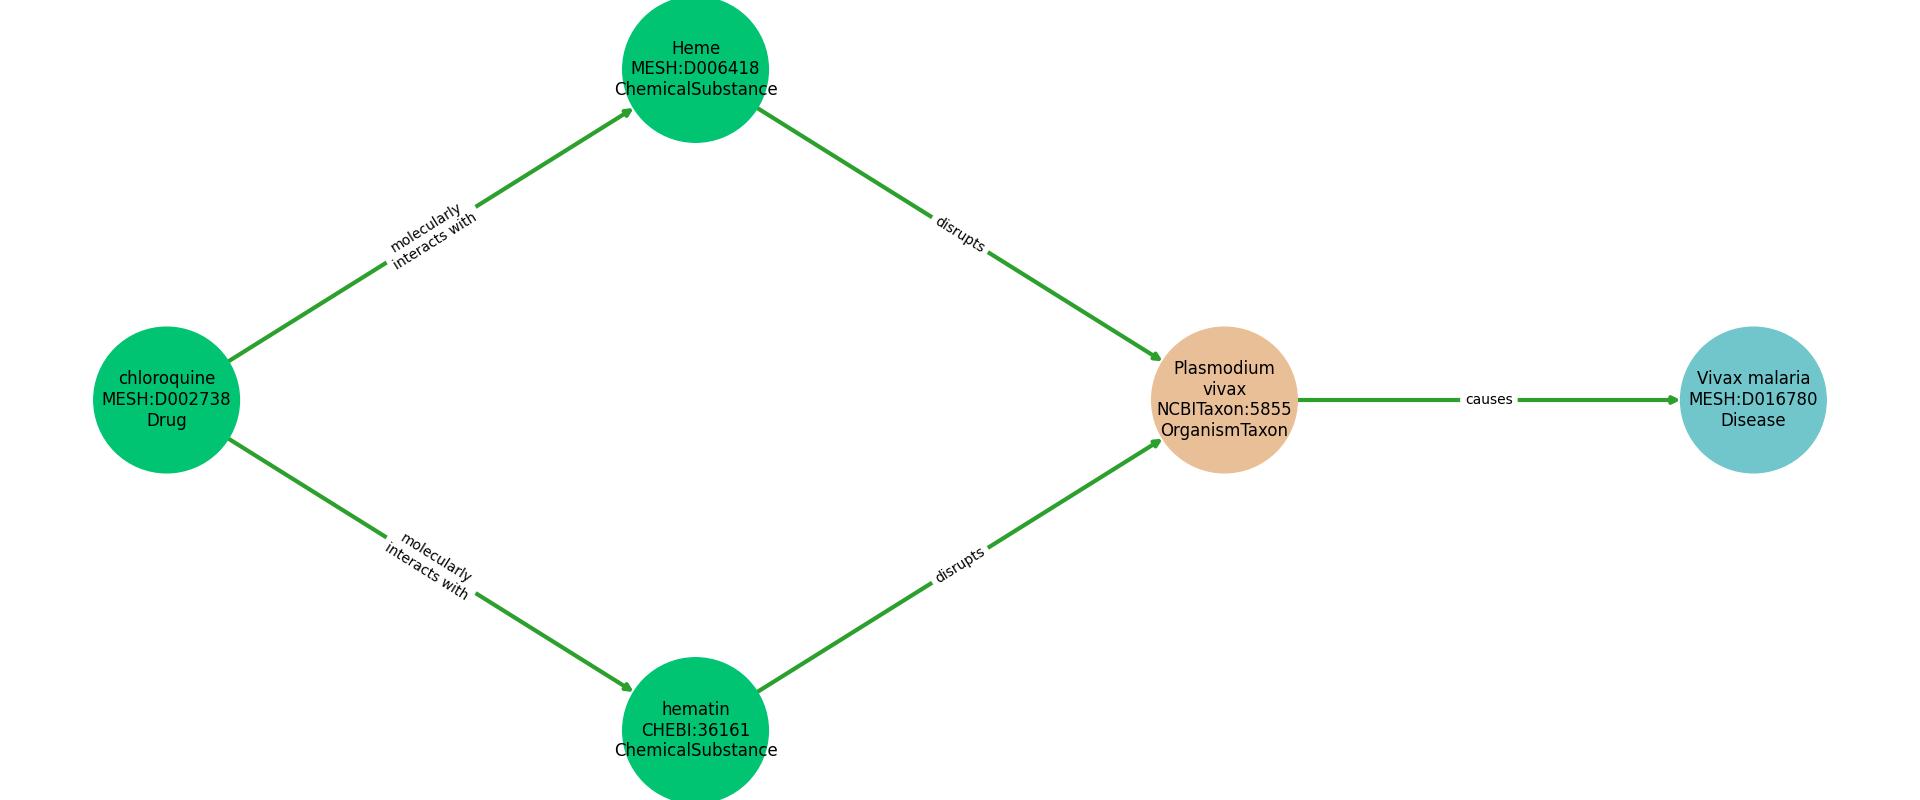 Heme
MESH:D006418
ChemicalSubstance
molecularly
interacts with
disrupts
chloroquine
MESH:D002738
Drug
Plasmodium
vivax
NCBITaxon:5855
OrganismTaxon
causes
Vivax malaria
MESH:D016780
Disease
molecularly
interacts with
disrupts
hematin
CHEBI:36161
ChemicalSubstance